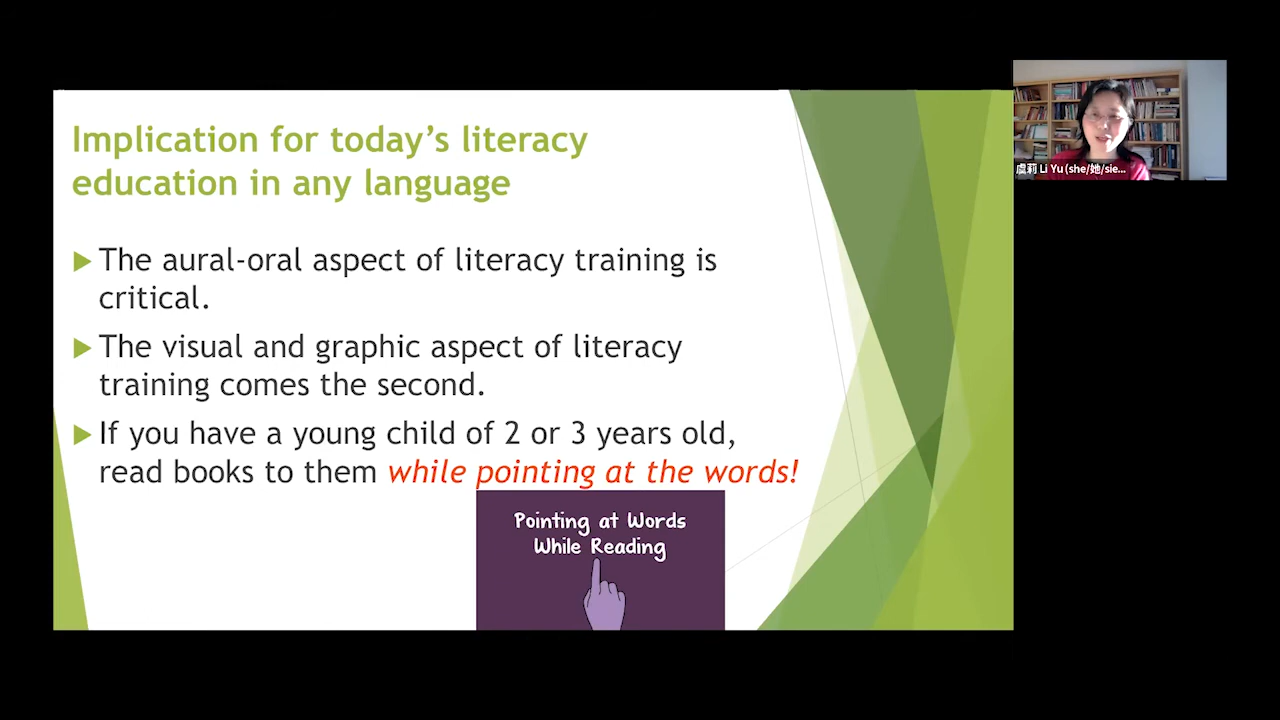 Implication for today's literacy
education in any language
The aural-oral aspect of literacy training is
critical.
The visual and graphic aspect of literacy
training comes the second.
If you have a young child of 2 or 3 years old,
read books to them while pointing at the words!
Pointing at Words
While Reading
虞莉 Li Yu (she/她/sie...